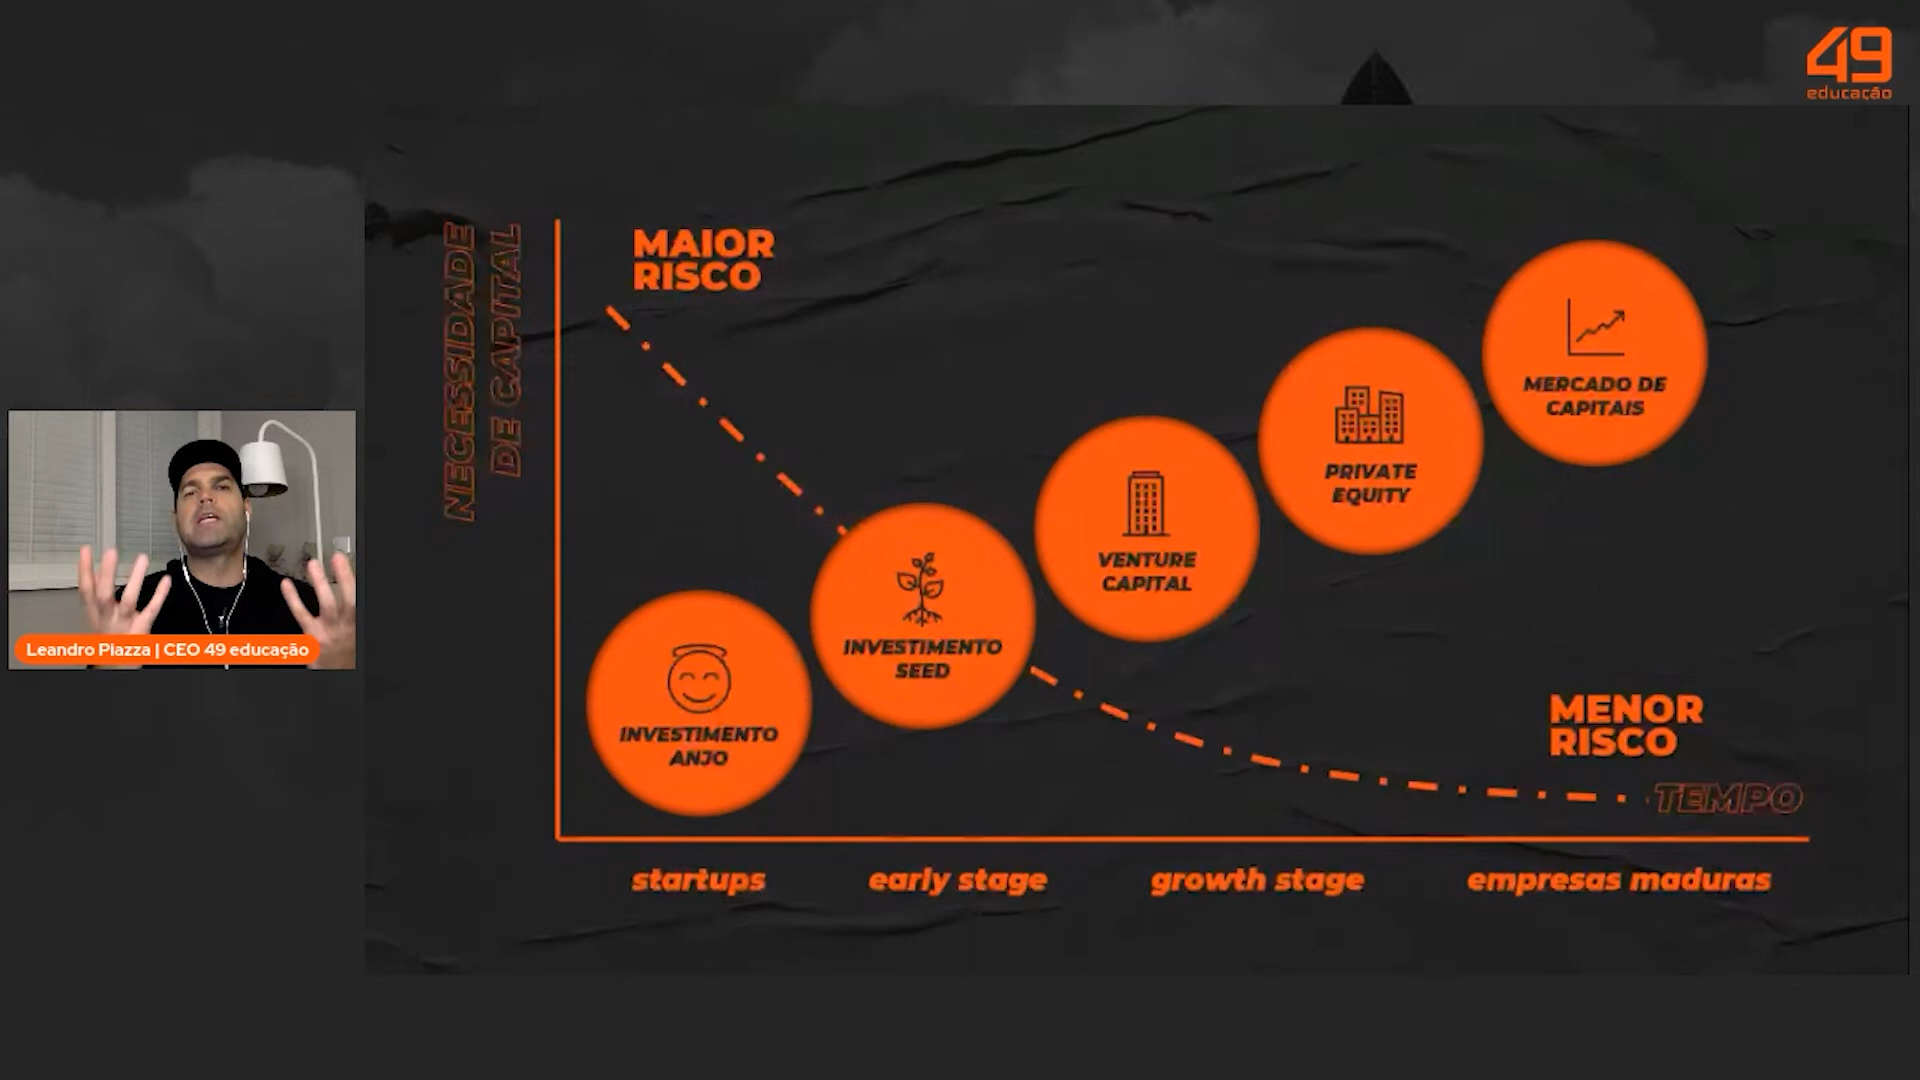 49
educação
NECESSIDADE
DE CAPITAL
MAIOR
RISCO
MERCADO DE
CAPITAIS
PRIVATE
EQUITY
VENTURE
CAPITAL
INVESTIMENTO
SEED
INVESTIMENTO
ANJO
Leandro Piazza | CEO 49 educação
MENOR
RISCO
TEMPO
startups
early stage
growth stage
empresas maduras